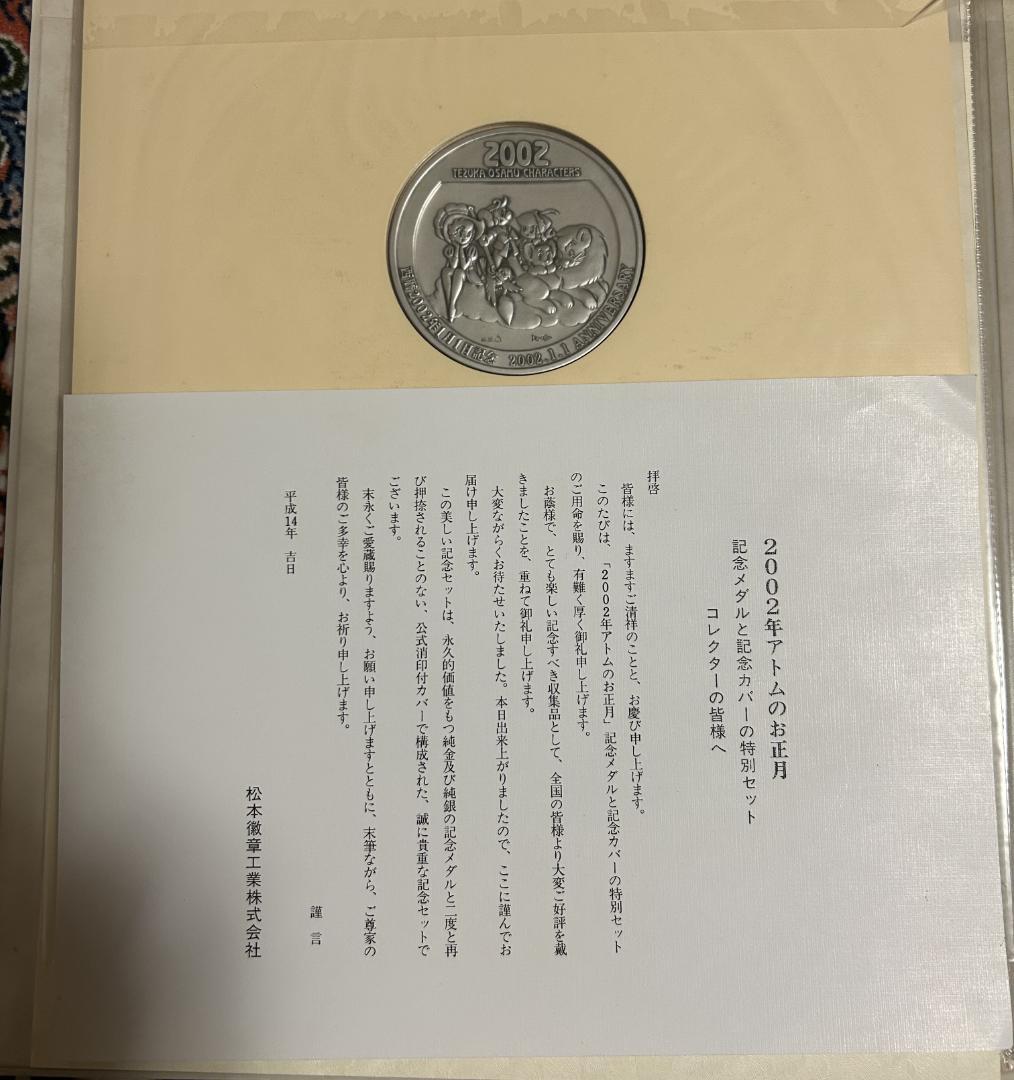 2002
TEZUKA OSAMU CHARACTERS
西暦2002年1月1日記念 2002.1.1 ANNIVERSARY
2002年アトムのお正月
記念メダルと記念カバーの特別セット
コレクターの皆様へ
拝啓
皆様には、ますますご清祥のことと、お慶び申し上げます。
このたびは、「2002年アトムのお正月」記念メダルと記念カバーの特別セット
のご用命を賜り、有難く厚く御礼申し上げます。
お蔭様で、とても楽しい記念すべき収集品として、全国の皆様より大変ご好評を戴
きましたことを、重ねて御礼申し上げます。
大変ながらくお待たせいたしました。本日出来上がりましたので、ここに謹んでお
届け申し上げます。
この美しい記念セットは、永久的価値をもつ純金及び純銀の記念メダルと二度と再
び押捺されることのない、公式消印付カバーで構成された、誠に貴重な記念セットで
ございます。
末永くご愛蔵賜りますよう、お願い申し上げますとともに、末筆ながら、ご尊家の
皆様のご多幸を心より、お祈り申し上げます。
謹言
平成14年 吉日
松本徽章工業株式会社